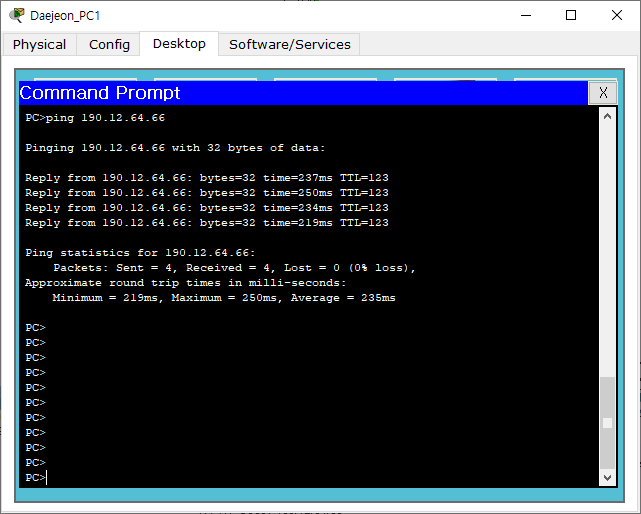 Daejeon_PC1
Physical Config Desktop Software/Services
Command Prompt X
PC>ping 190.12.64.66
Pinging 190.12.64.66 with 32 bytes of data:
Reply from 190.12.64.66: bytes=32 time=237ms TTL=123
Reply from 190.12.64.66: bytes=32 time=250ms TTL=123
Reply from 190.12.64.66: bytes=32 time=234ms TTL=123
Reply from 190.12.64.66: bytes=32 time=219ms TTL=123
Ping statistics for 190.12.64.66:
Packets: Sent = 4, Received = 4, Lost = 0 (0% loss),
Approximate round trip times in milli-seconds:
Minimum = 219ms, Maximum = 250ms, Average = 235ms
PC>
PC>
PC>
PC>
PC>
PC>
PC>
PC>
PC>
PC>
PC>